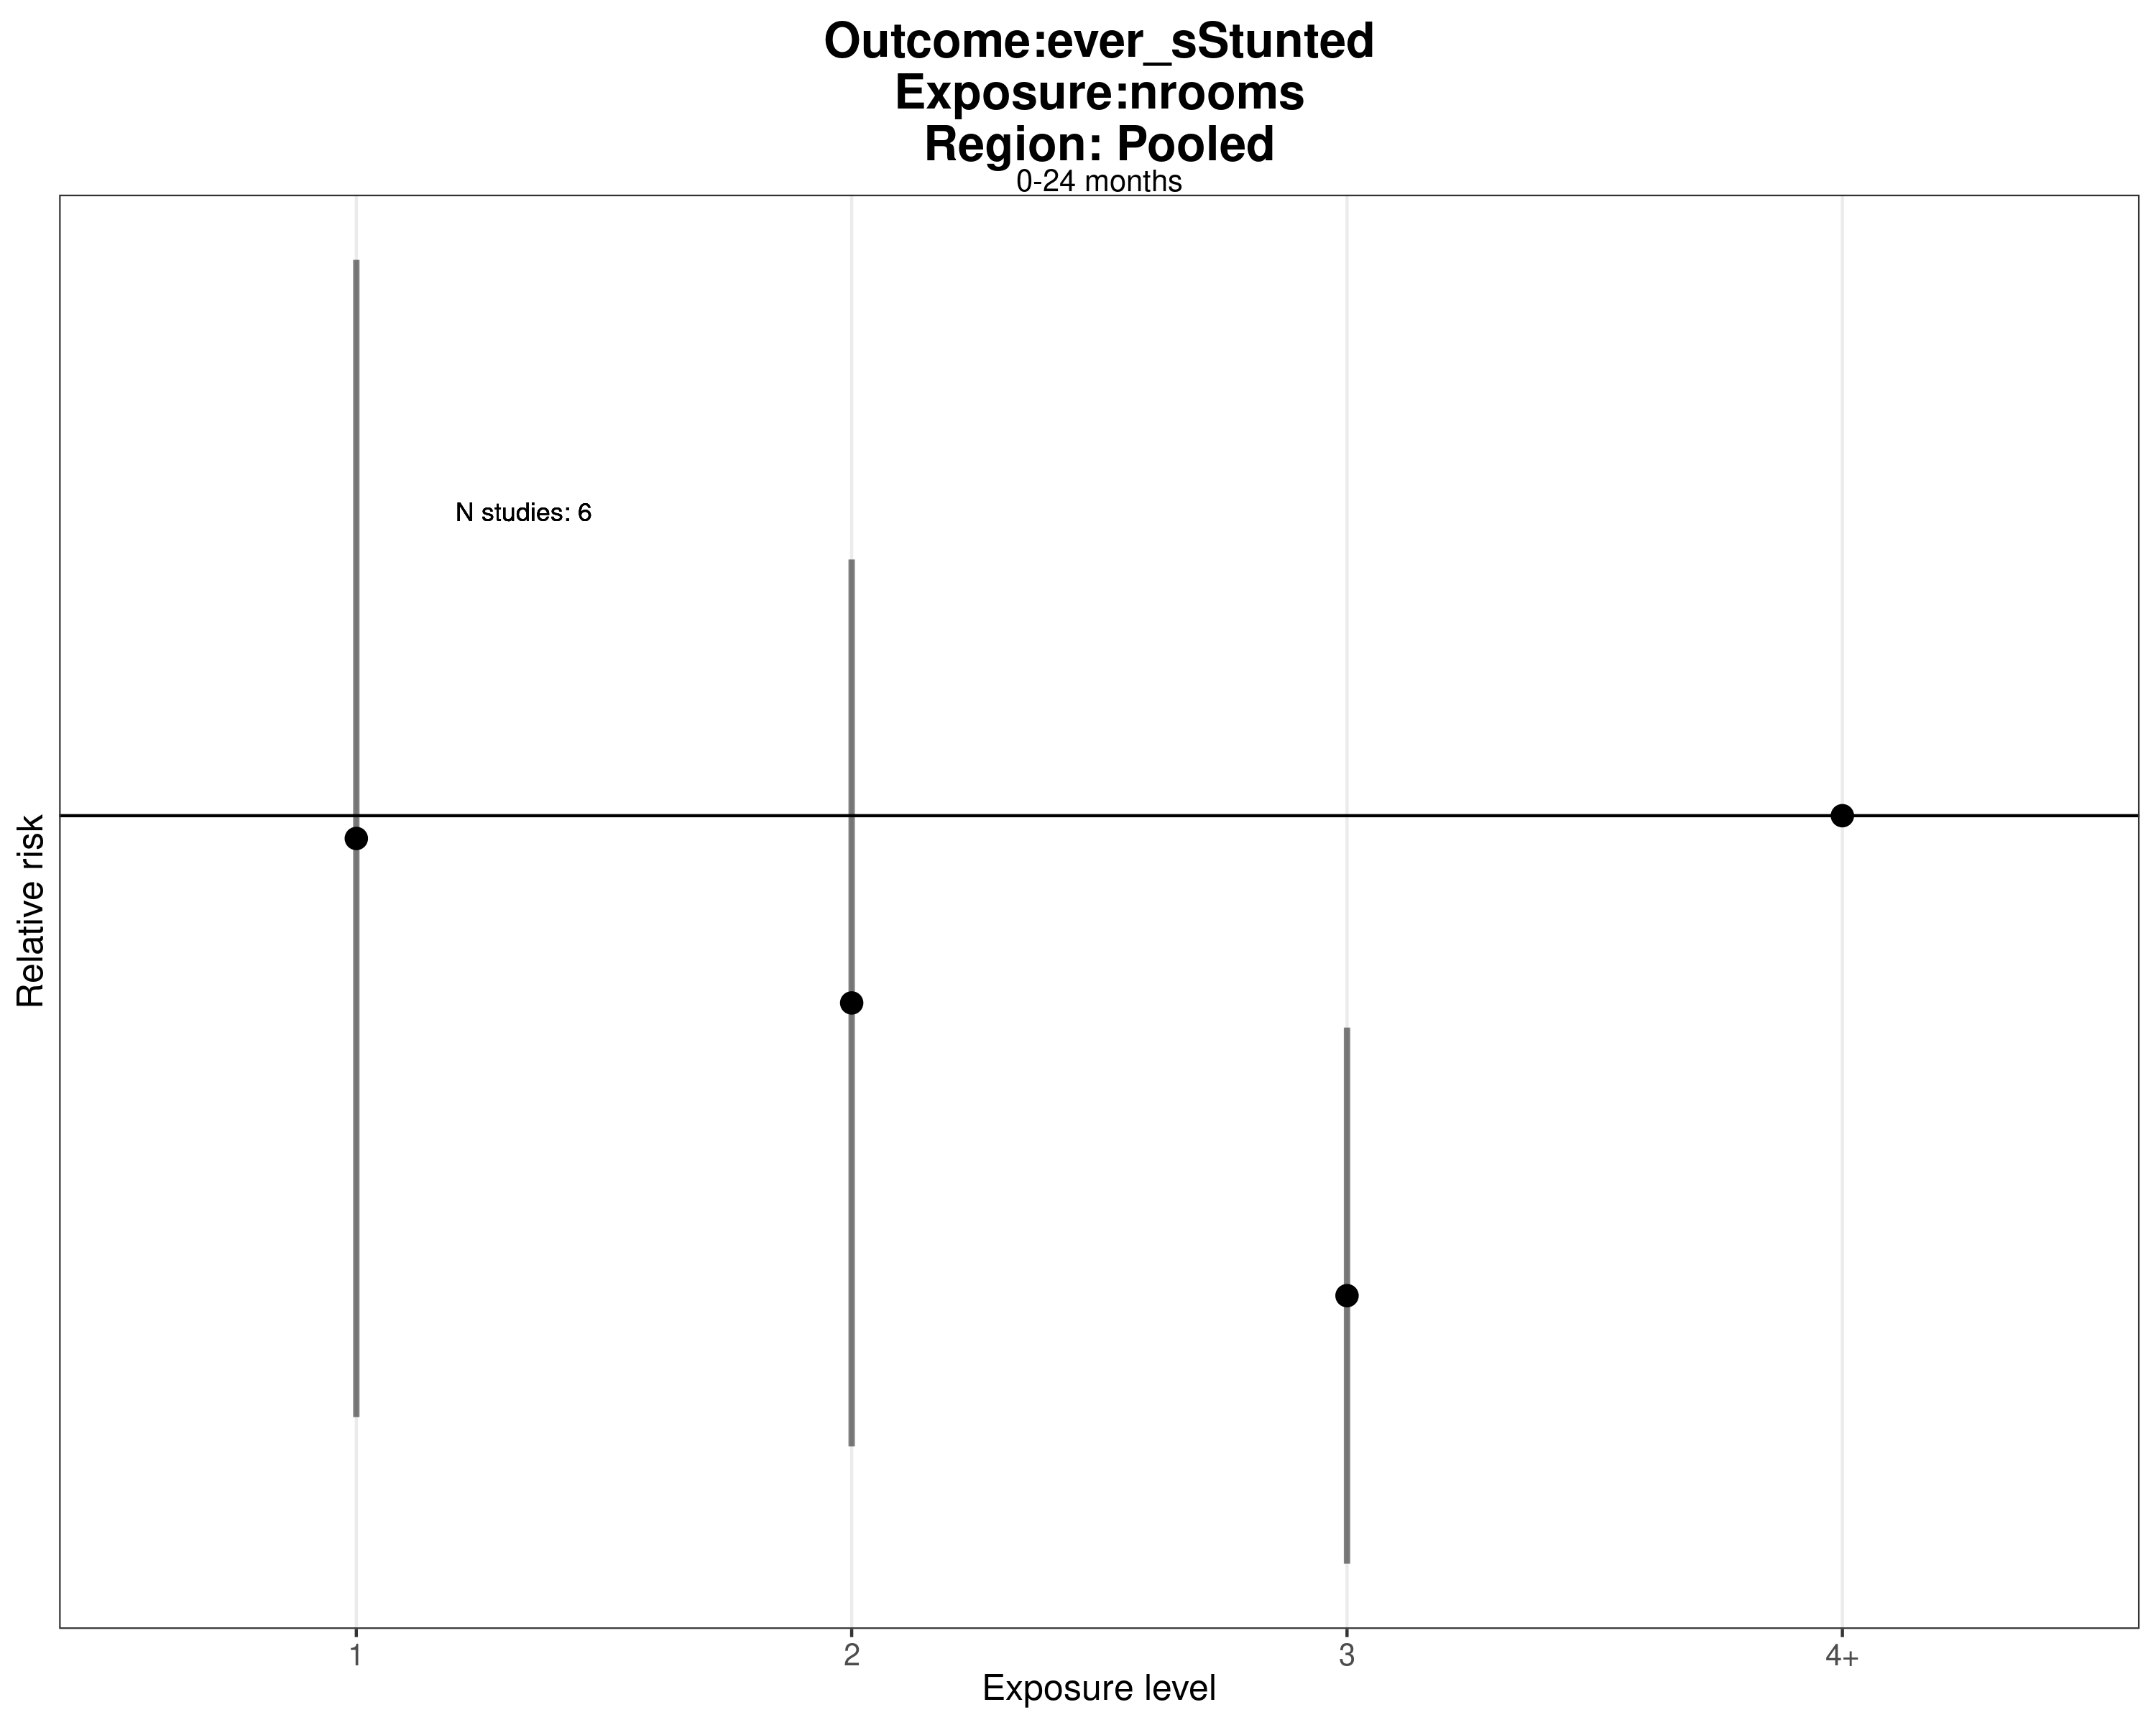 Outcome:ever_sStunted
Exposure:nrooms
Region: Pooled
0-24 months
N studies: 6
Relative risk
1 2 3 4+
Exposure level